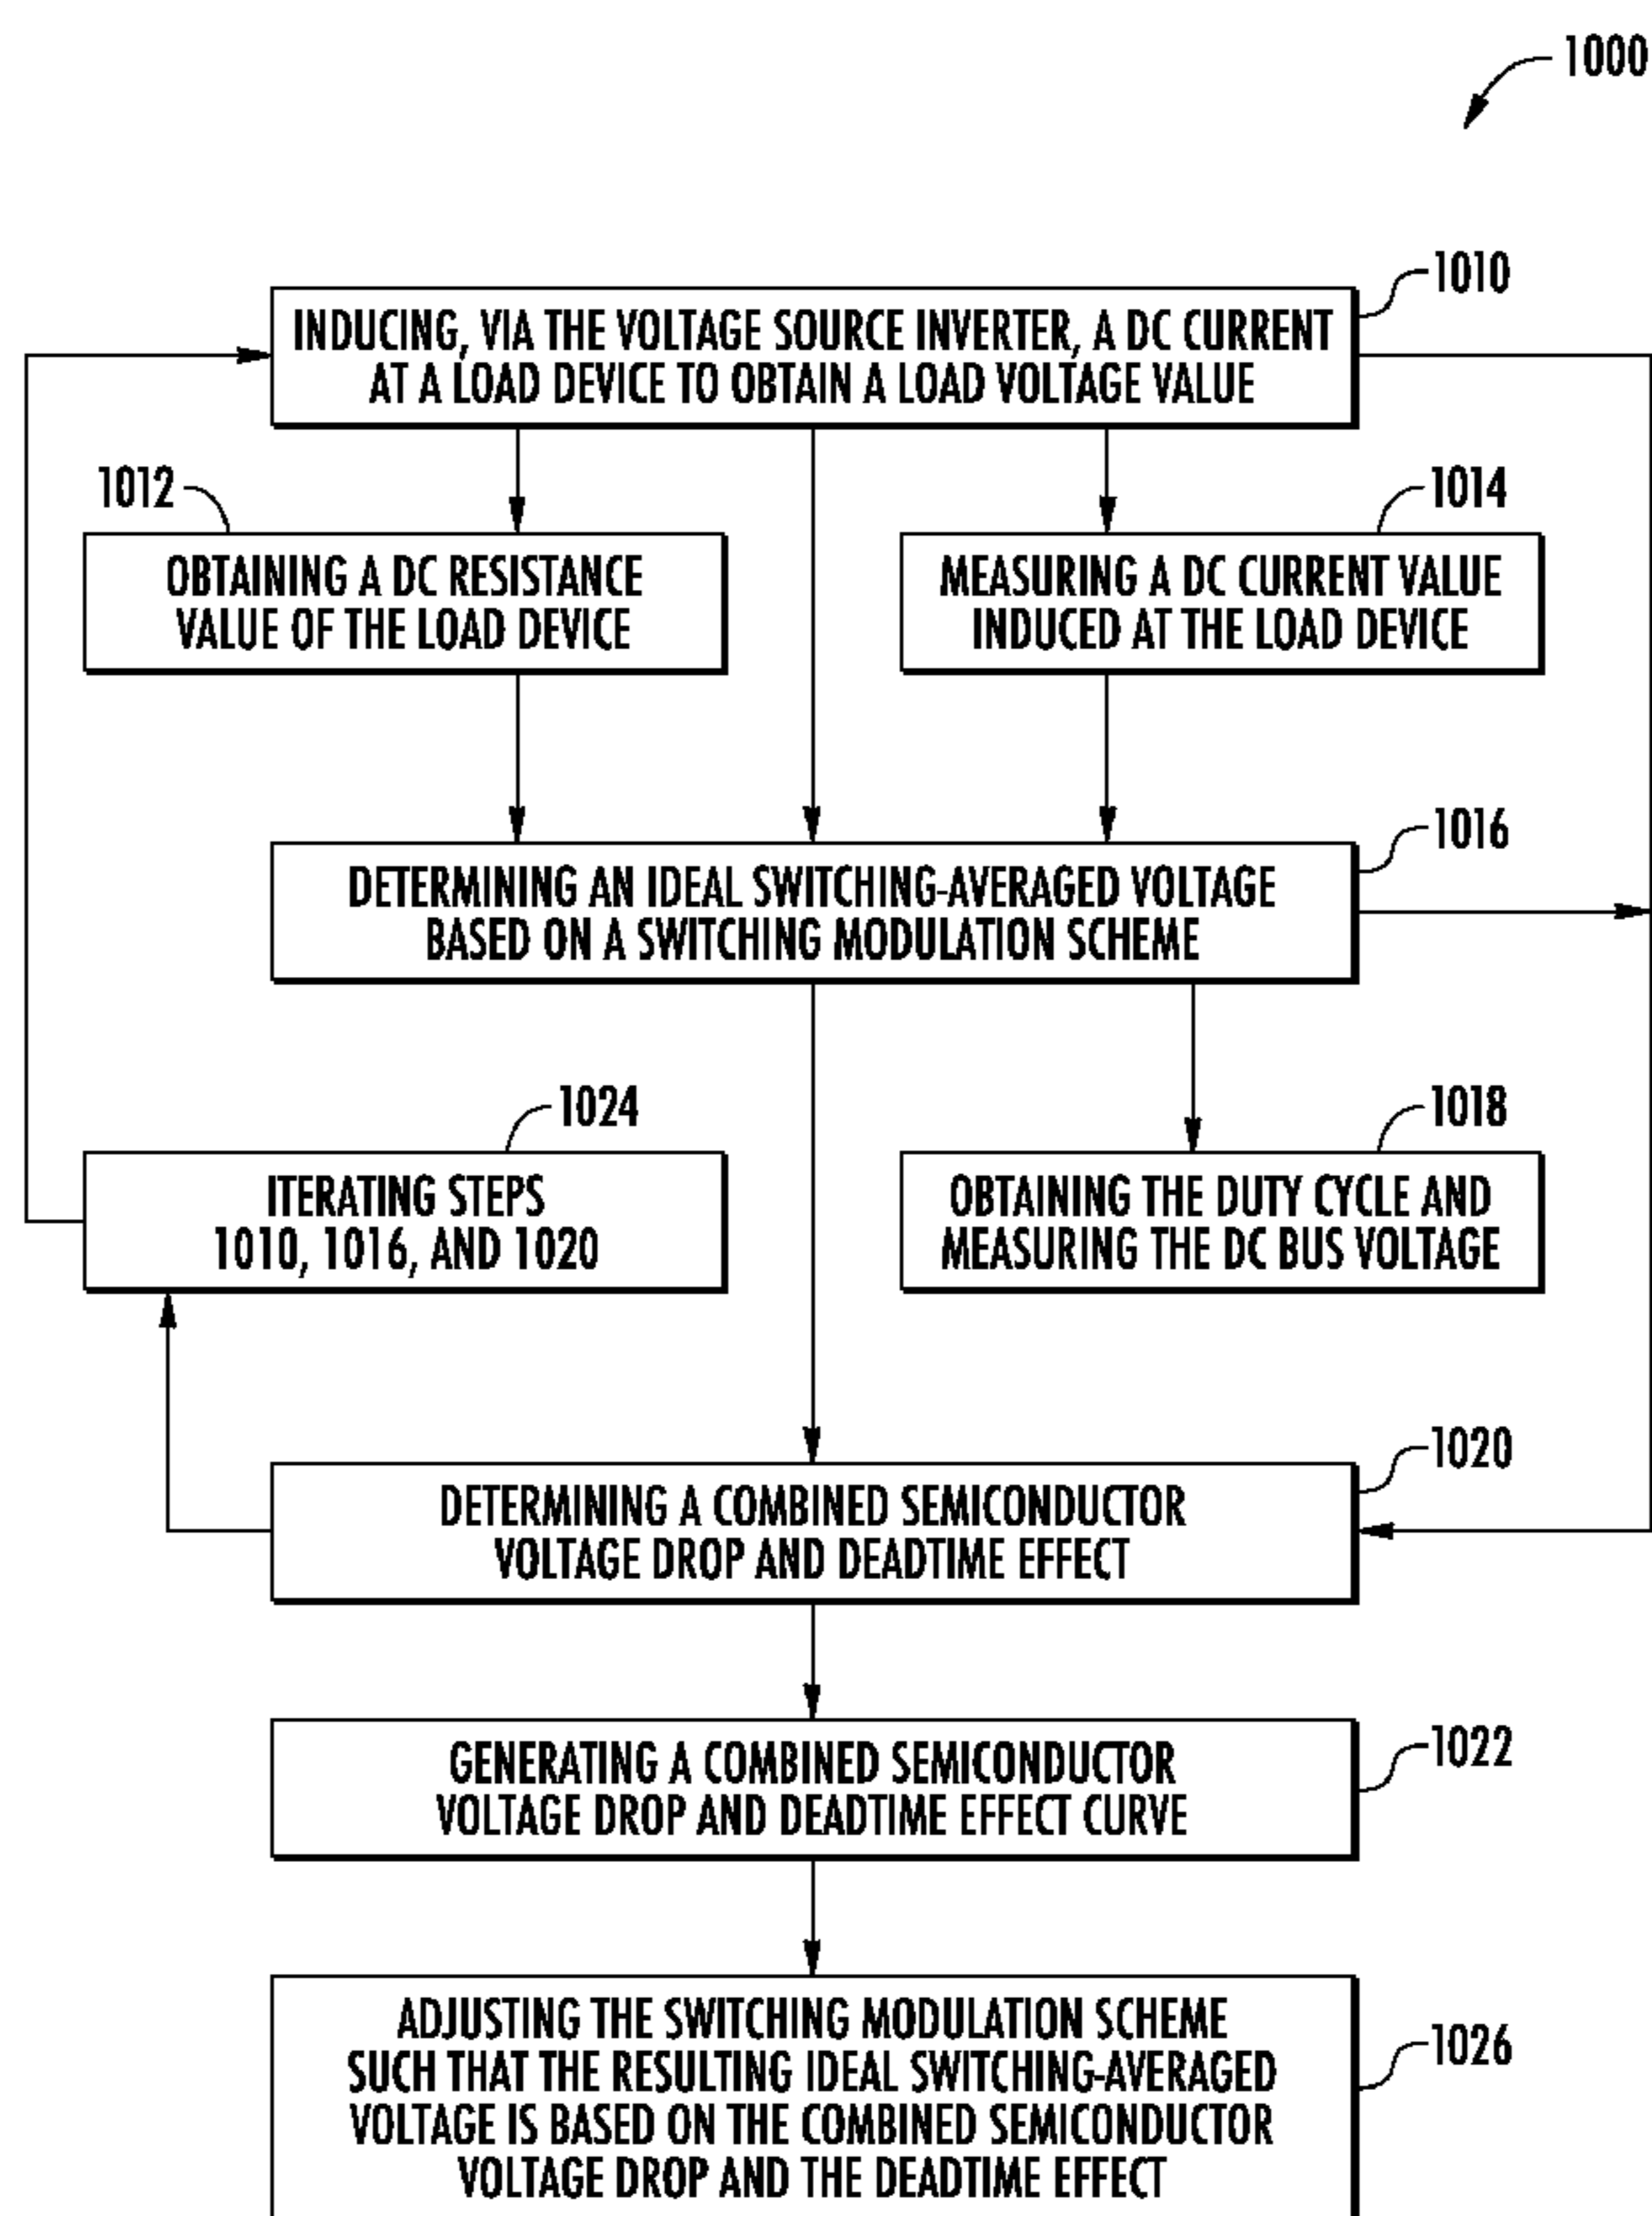 1000
1010
INDUCING, VIA THE VOLTAGE SOURCE INVERTER, A DC CURRENT
AT A LOAD DEVICE TO OBTAIN A LOAD VOLTAGE VALUE
1012
1014
OBTAINING A DC RESISTANCE
VALUE OF THE LOAD DEVICE
MEASURING A DC CURRENT VALUE
INDUCED AT THE LOAD DEVICE
1016
DETERMINING AN IDEAL SWITCHING-AVERAGED VOLTAGE
BASED ON A SWITCHING MODULATION SCHEME
1024
1018
ITERATING STEPS
1010, 1016, AND 1020
OBTAINING THE DUTY CYCLE AND
MEASURING THE DC BUS VOLTAGE
1020
DETERMINING A COMBINED SEMICONDUCTOR
VOLTAGE DROP AND DEADTIME EFFECT
1022
GENERATING A COMBINED SEMICONDUCTOR
VOLTAGE DROP AND DEADTIME EFFECT CURVE
1026
ADJUSTING THE SWITCHING MODULATION SCHEME
SUCH THAT THE RESULTING IDEAL SWITCHING-AVERAGED
VOLTAGE IS BASED ON THE COMBINED SEMICONDUCTOR
VOLTAGE DROP AND THE DEADTIME EFFECT